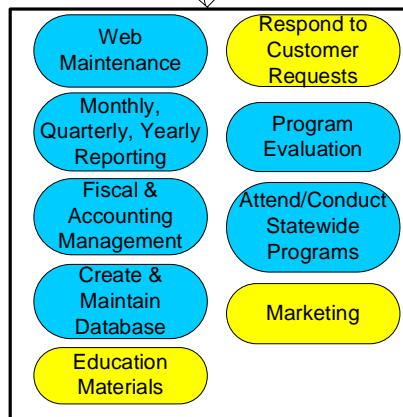 Web
Maintenance
Monthly,
Quarterly, Yearly
Reporting
Fiscal &
Accounting
Management
Create &
Maintain
Database
Education
Materials
Respond to
Customer
Requests
Program
Evaluation
Attend/Conduct
Statewide
Programs
Marketing